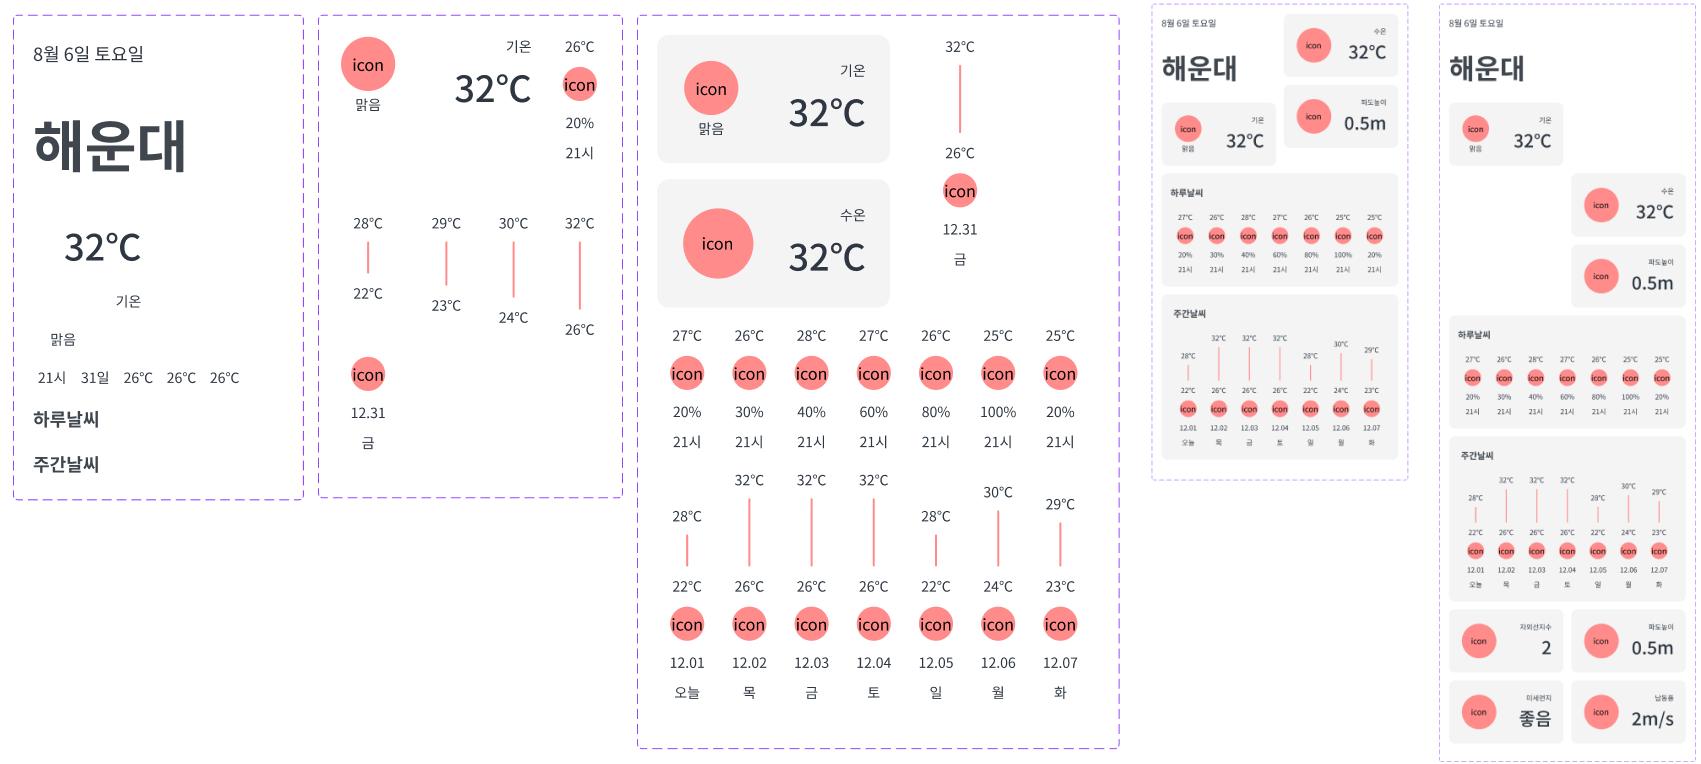 8월 6일 토요일
해운대
32℃
기온
맑음
21시 31일 26℃ 26℃ 26℃
하루날씨
주간날씨
icon
맑음
기온
32℃
26℃
icon
20%
21시
28℃ 29℃ 30℃ 32℃
22℃ 23℃ 24℃ 26℃
icon
12.31
금
icon
맑음
기온
32℃
icon
수온
32℃
32℃
26℃
icon
12.31
금
27℃ 26℃ 28℃ 27℃ 26℃ 25℃ 25℃
icon icon icon icon icon icon icon
20% 30% 40% 60% 80% 100% 20%
21시 21시 21시 21시 21시 21시 21시
28℃ 32℃ 32℃ 32℃ 28℃ 30℃ 29℃
22℃ 26℃ 26℃ 26℃ 22℃ 24℃ 23℃
icon icon icon icon icon icon icon
12.01 12.02 12.03 12.04 12.05 12.06 12.07
오늘 목 금 토 일 월 화
8월 6일 토요일
해운대
icon
수온
32℃
icon
파도높이
0.5m
icon
맑음
기온
32℃
하루날씨
27℃ 26℃ 28℃ 27℃ 26℃ 25℃ 25℃
icon icon icon icon icon icon icon
20% 30% 40% 60% 80% 100% 20%
21시 21시 21시 21시 21시 21시 21시
주간날씨
28℃ 32℃ 32℃ 32℃ 28℃ 30℃ 29℃
22℃ 26℃ 26℃ 26℃ 22℃ 24℃ 23℃
icon icon icon icon icon icon icon
12.01 12.02 12.03 12.04 12.05 12.06 12.07
오늘 목 금 토 일 월 화
8월 6일 토요일
해운대
icon
맑음
기온
32℃
icon
수온
32℃
icon
파도높이
0.5m
하루날씨
27℃ 26℃ 28℃ 27℃ 26℃ 25℃ 25℃
icon icon icon icon icon icon icon
20% 30% 40% 60% 80% 100% 20%
21시 21시 21시 21시 21시 21시 21시
주간날씨
28℃ 32℃ 32℃ 32℃ 28℃ 30℃ 29℃
22℃ 26℃ 26℃ 26℃ 22℃ 24℃ 23℃
icon icon icon icon icon icon icon
12.01 12.02 12.03 12.04 12.05 12.06 12.07
오늘 목 금 토 일 월 화
icon
자외선지수
2
icon
파도높이
0.5m
icon
미세먼지
좋음
icon
남동풍
2m/s